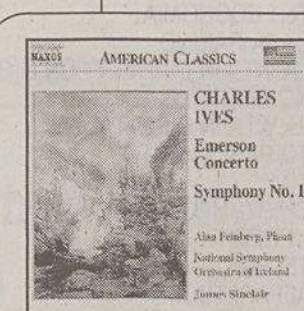 NAXOS
AMERICAN CLASSICS
CHARLES
IVES
Emerson
Concerto
Symphony No. 1
Alan Feinberg, Piano
National Symphony
Orchestra of Ireland
James Sinclair